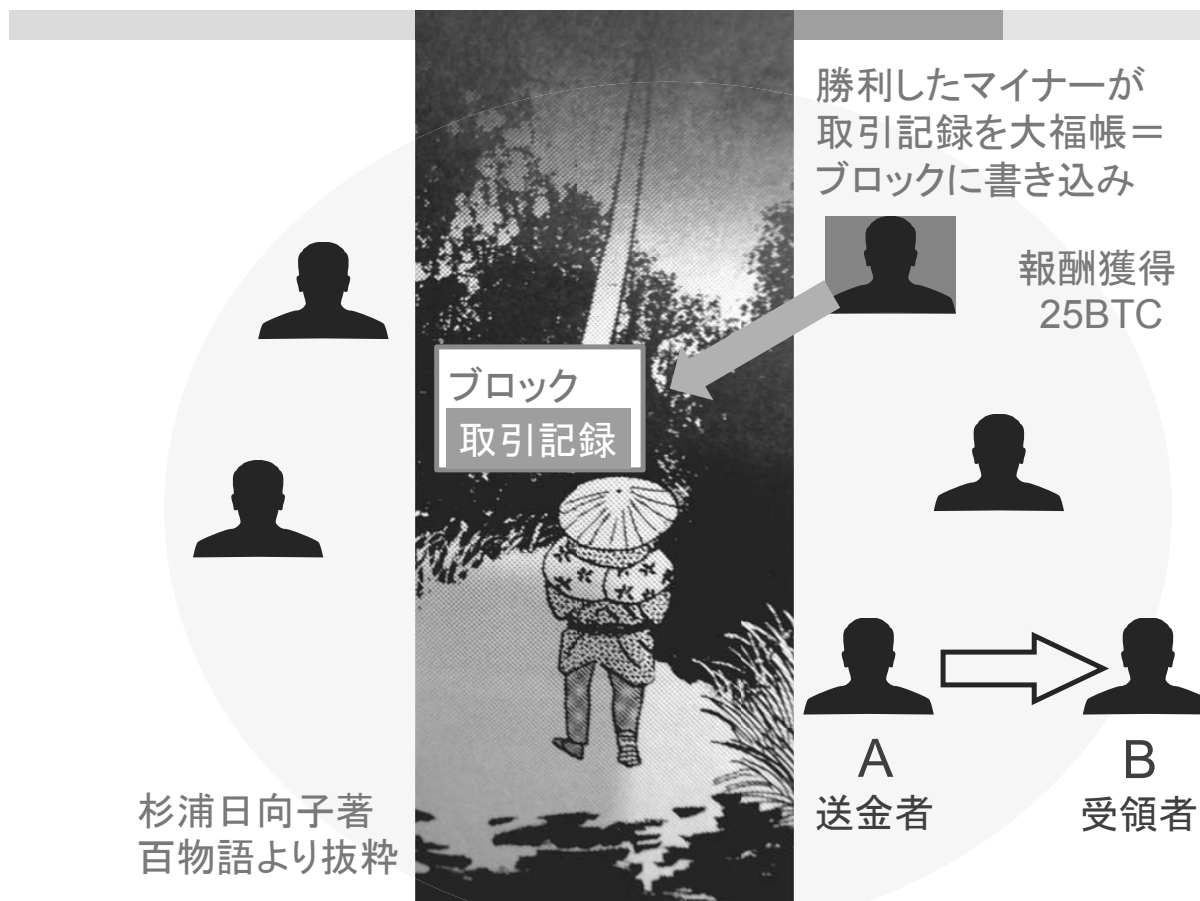 勝利したマイナーが
取引記録を大福帳＝
ブロックに書き込み
報酬獲得
25BTC
ブロック
取引記録
A
送金者
B
受領者
杉浦日向子著
百物語より抜粋